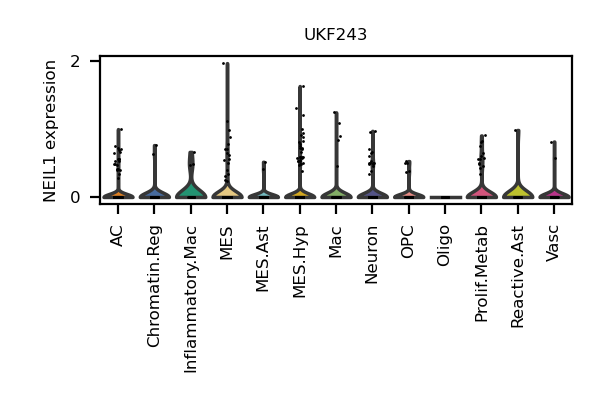 UKF243
NEIL1 expression
2
0
AC
Chromatin.Reg
Inflammatory.Mac
MES
MES.Ast
MES.Hyp
Mac
Neuron
OPC
Oligo
Prolif.Metab
Reactive.Ast
Vasc